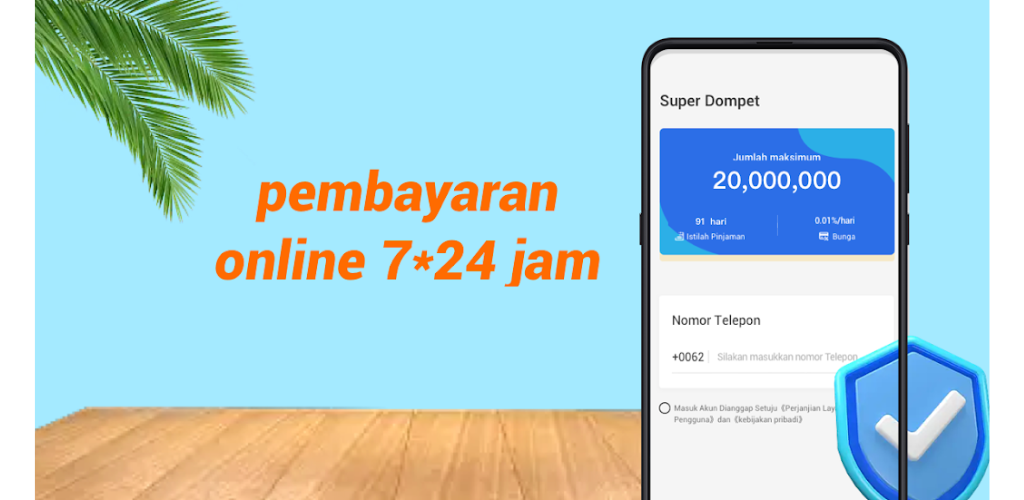 pembayaran
online 7*24 jam
Super Dompet
Jumlah maksimum
20,000,000
91 hari
Istilah Pinjaman
0.01%/hari
Bunga
Nomor Telepon
+0062
Silakan masukkan nomor Telepon
Masuk Akun Dianggap Setuju《Perjanjian
Pengguna》dan《kebijakan pribadi》